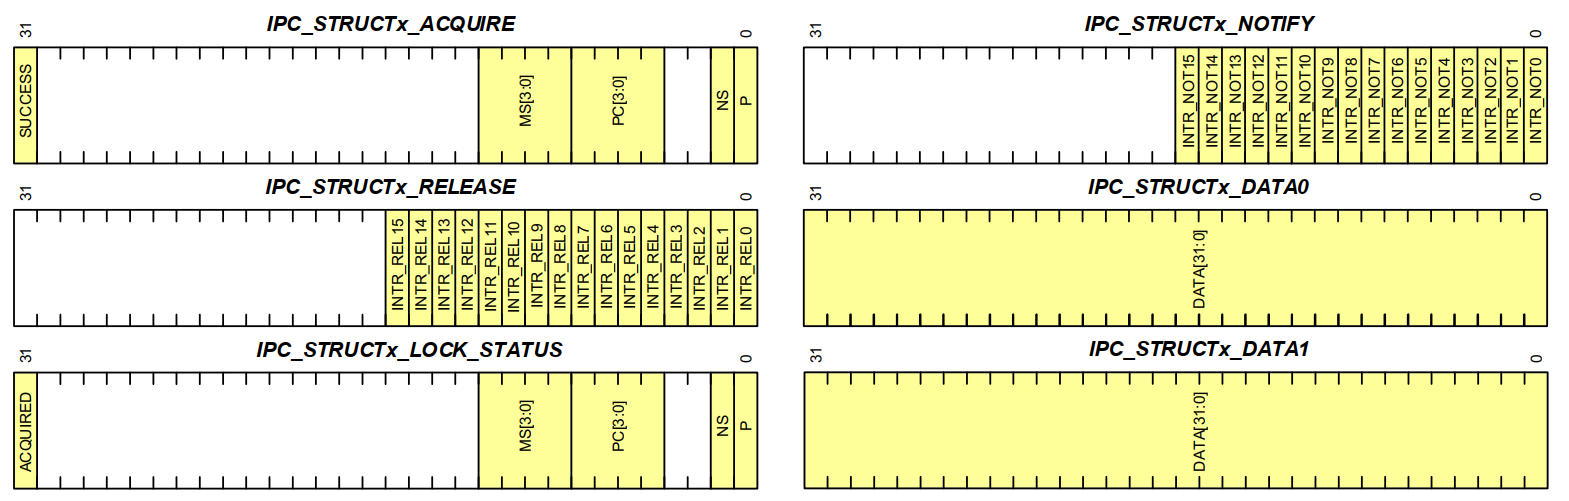 IPC_STRUCTx_ACQUIRE
31
0
SUCCESS
MS[3:0]
PC[3:0]
NS
P
IPC_STRUCTx_NOTIFY
31
0
INTR_NOT15
INTR_NOT14
INTR_NOT13
INTR_NOT12
INTR_NOT11
INTR_NOT10
INTR_NOT9
INTR_NOT8
INTR_NOT7
INTR_NOT6
INTR_NOT5
INTR_NOT4
INTR_NOT3
INTR_NOT2
INTR_NOT1
INTR_NOT0
IPC_STRUCTx_RELEASE
31
0
INTR_REL15
INTR_REL14
INTR_REL13
INTR_REL12
INTR_REL11
INTR_REL10
INTR_REL9
INTR_REL8
INTR_REL7
INTR_REL6
INTR_REL5
INTR_REL4
INTR_REL3
INTR_REL2
INTR_REL1
INTR_REL0
IPC_STRUCTx_DATA0
31
0
DATA[31:0]
IPC_STRUCTx_LOCK_STATUS
31
0
ACQUIRED
MS[3:0]
PC[3:0]
NS
P
IPC_STRUCTx_DATA1
31
0
DATA[31:0]